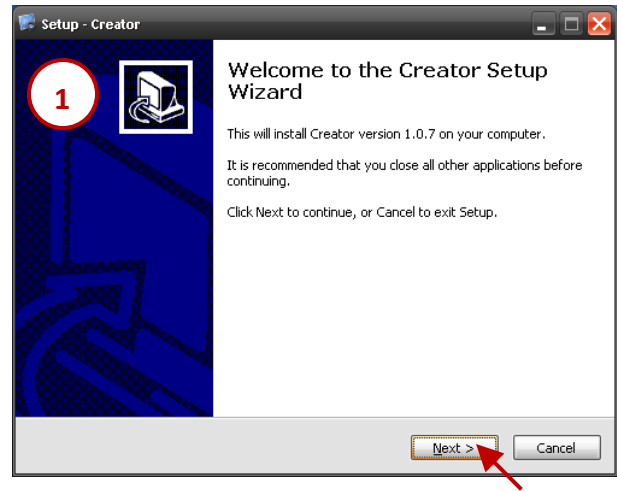 Setup - Creator
1
Welcome to the Creator Setup
Wizard
This will install Creator version 1.0.7 on your computer.
It is recommended that you close all other applications before
continuing.
Click Next to continue, or Cancel to exit Setup.
Next >
Cancel